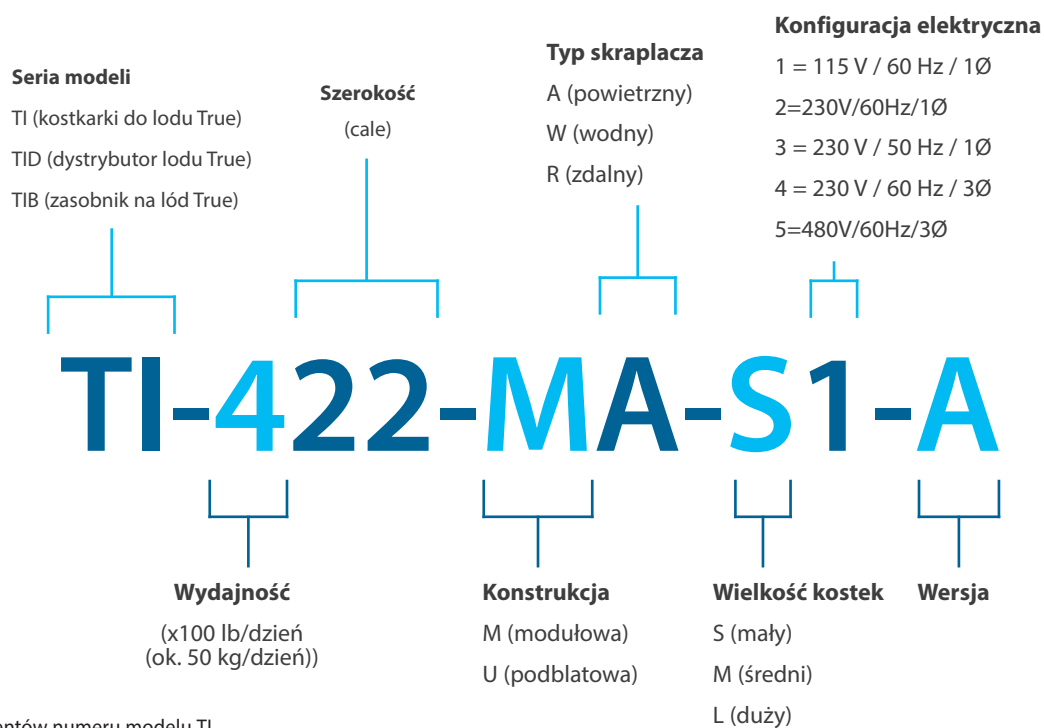 Seria modeli
TI (kostkarki do lodu True)
TID (dystrybutor lodu True)
TIB (zasobnik na lód True)
Szerokość
(cale)
Typ skraplacza
A (powietrzny)
W (wodny)
R (zdalny)
Konfiguracja elektryczna
1 = 115 V / 60 Hz / 1Ø
2=230V/60Hz/1Ø
3 = 230 V / 50 Hz / 1Ø
4 = 230 V / 60 Hz / 3Ø
5=480V/60Hz/3Ø
TI-422-MA-S1-A
Wydajność
(x100 lb/dzień
(ok. 50 kg/dzień))
Konstrukcja
M (modułowa)
U (podblatowa)
Wielkość kostek
S (mały)
M (średni)
L (duży)
Wersja
numeru modelu TI